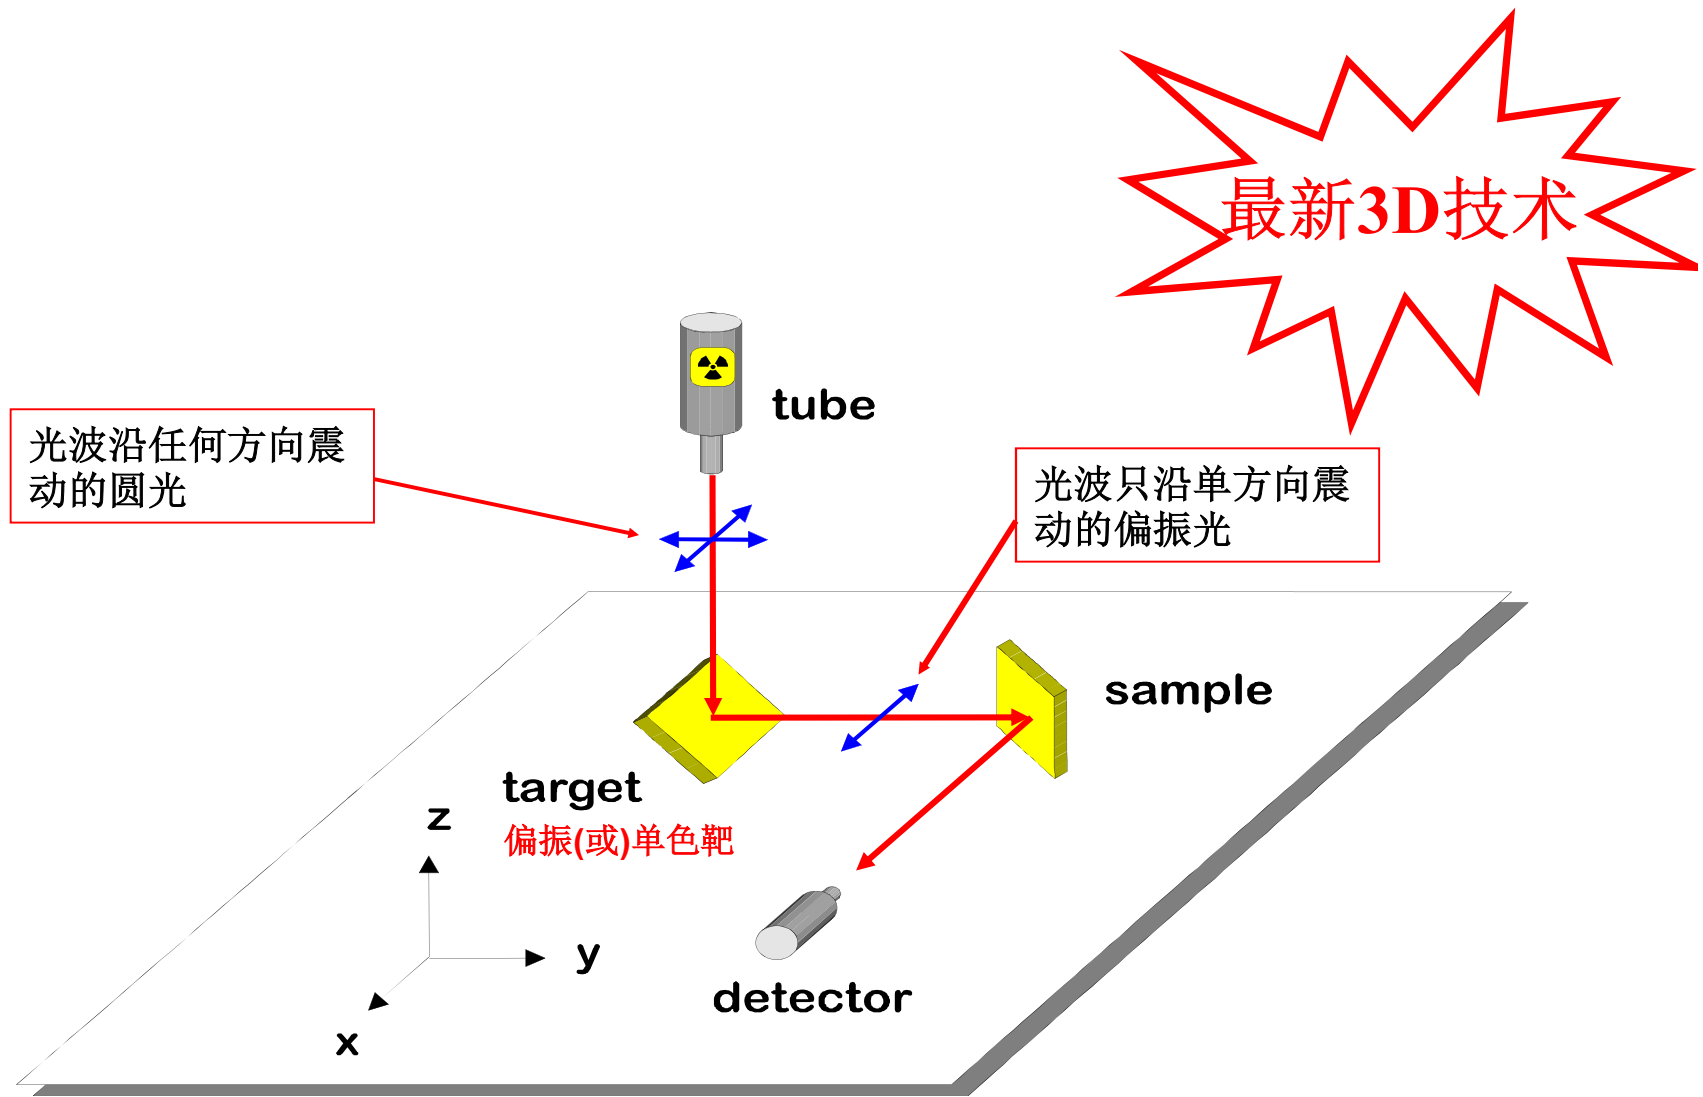 最新3D技术
tube
光波沿任何方向震
动的圆光
光波只沿单方向震
动的偏振光
sample
target
偏振(或)单色靶
z
y
x
detector